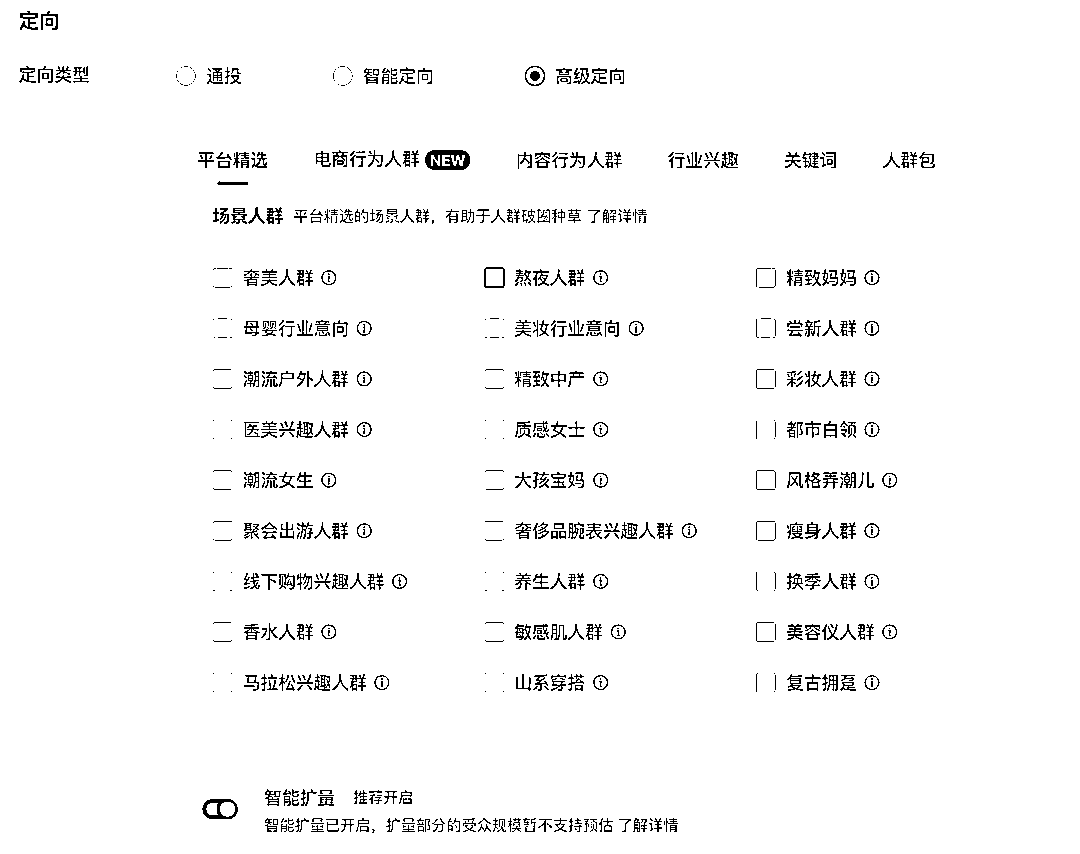 定向
定向类型 通投 智能定向 高级定向
平台精选 电商行为人群 NEW 内容行为人群 行业兴趣 关键词 人群包
场景人群 平台精选的场景人群，有助于人群破圈种草 了解详情
奢美人群 熬夜人群 精致妈妈
母婴行业意向 美妆行业意向 尝新人群
潮流户外人群 精致中产 彩妆人群
医美兴趣人群 质感女士 都市白领
潮流女生 大孩宝妈 风格弄潮儿
聚会出游人群 奢侈品腕表兴趣人群 瘦身人群
线下购物兴趣人群 养生人群 换季人群
香水人群 敏感肌人群 美容仪人群
马拉松兴趣人群 山系穿搭 复古拥趸
智能扩量 推荐开启
智能扩量已开启，扩量部分的受众规模暂不支持预估 了解详情